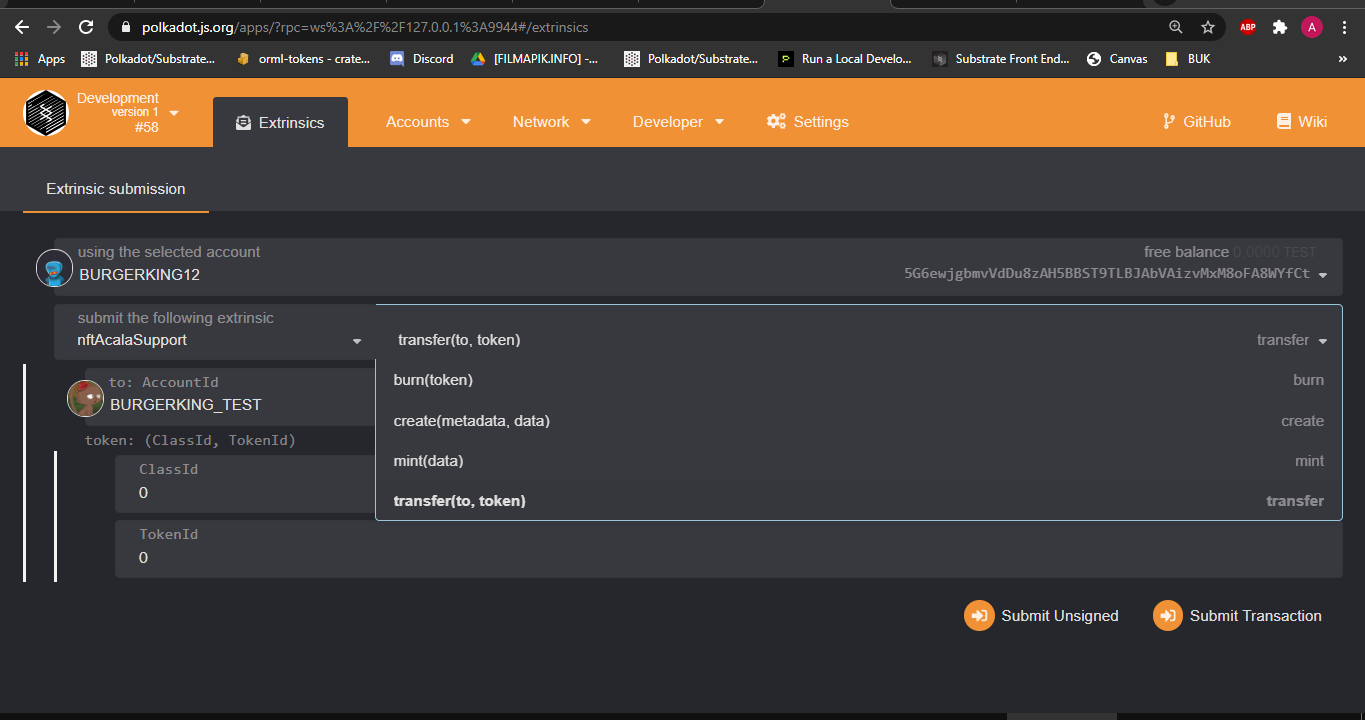 polkadot.js.org/apps/?rpc=ws%3A%2F%2F127.0.0.1%3A9944#/extrinsics
ABP
A
Apps
Polkadot/Substrate...
orml-tokens - crate...
Discord
[FILMAPIK.INFO] -...
Polkadot/Substrate...
Run a Local Develo...
Substrate Front End...
Canvas
BUK
»
Development
version 1
#58
Extrinsics
Accounts
Network
Developer
Settings
GitHub
Wiki
Extrinsic submission
using the selected account
BURGERKING12
free balance 0.0000 TEST
5G6ewjgbmvVdDu8zAH5BBST9TLBJAbVAizvMxM8oFA8WYfCt
submit the following extrinsic
nftAcalaSupport
transfer(to, token) transfer
burn(token) burn
create(metadata, data) create
mint(data) mint
transfer(to, token) transfer
to: AccountId
BURGERKING_TEST
token: (ClassId, TokenId)
ClassId
0
TokenId
0
Submit Unsigned
Submit Transaction